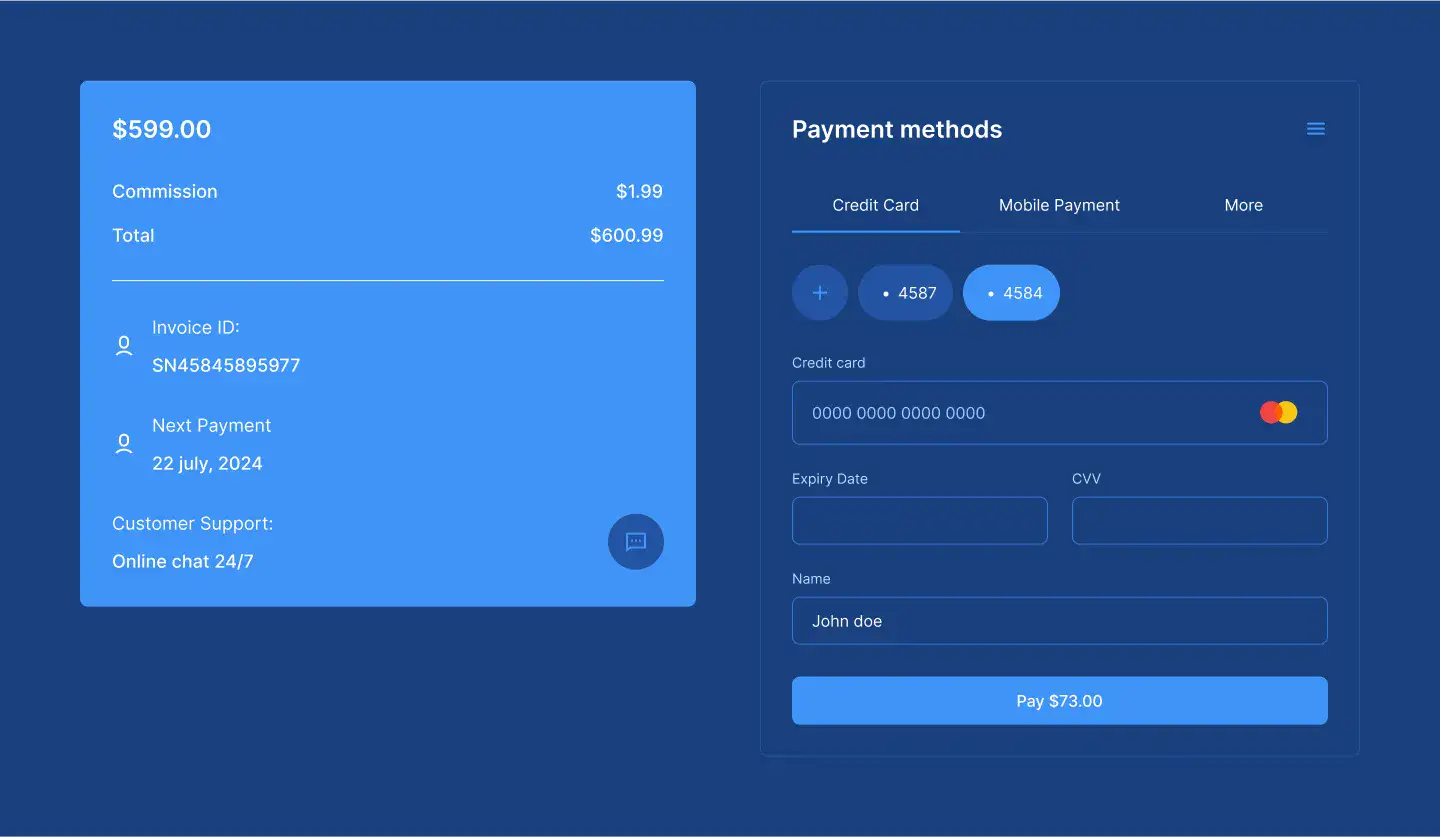 $599.00
Commission $1.99
Total $600.99
Invoice ID:
SN45845895977
Next Payment
22 july, 2024
Customer Support:
Online chat 24/7
Payment methods
Credit Card Mobile Payment More
+ • 4587 • 4584
Credit card
0000 0000 0000 0000
Expiry Date CVV
Name
John doe
Pay $73.00